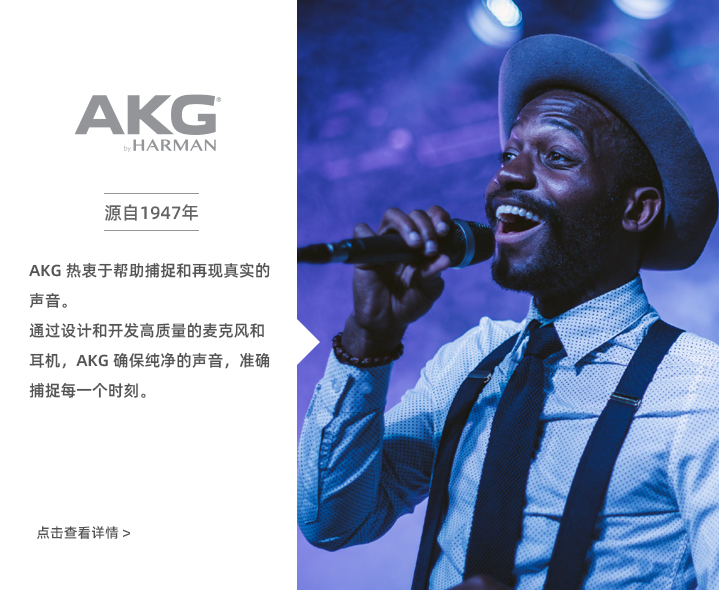 AKG®
by HARMAN
源自1947年
AKG 热衷于帮助捕捉和再现真实的
声音。
通过设计和开发高质量的麦克风和
耳机，AKG 确保纯净的声音，准确
捕捉每一个时刻。
点击查看详情 >